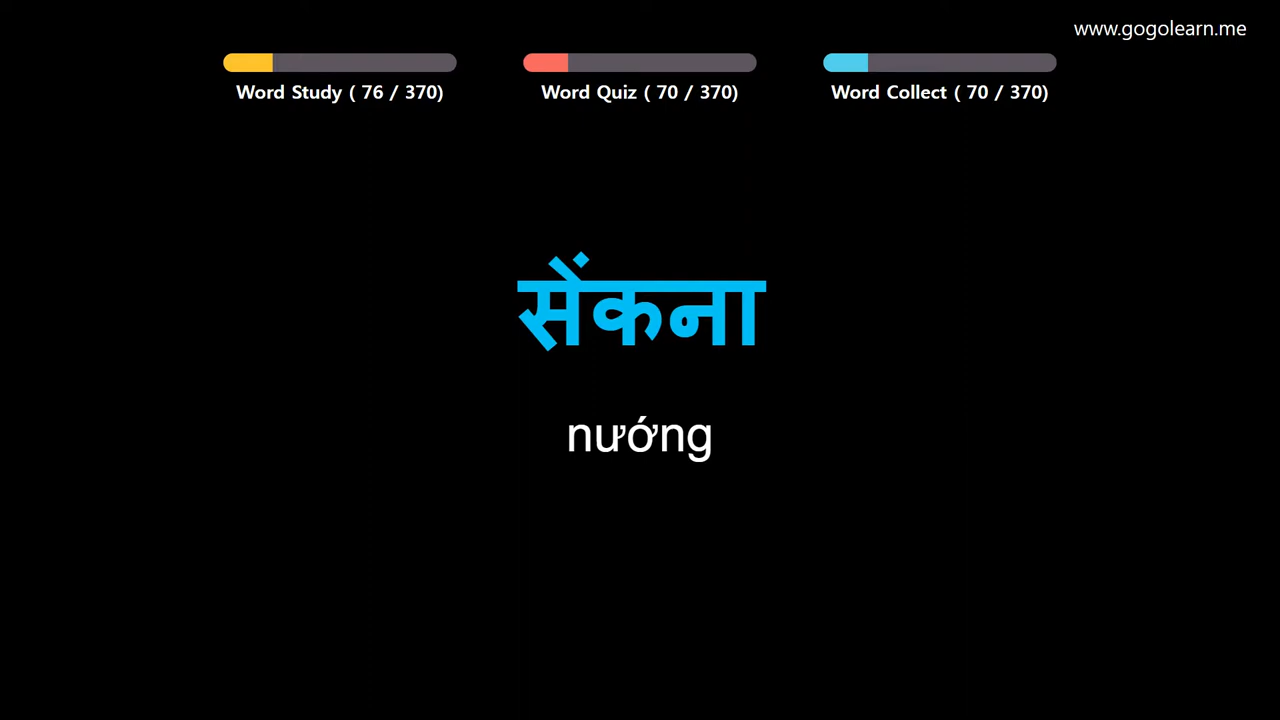 www.gogolearn.me
Word Study ( 76 / 370) Word Quiz ( 70 / 370) Word Collect ( 70 / 370)
सेंकना
nướng